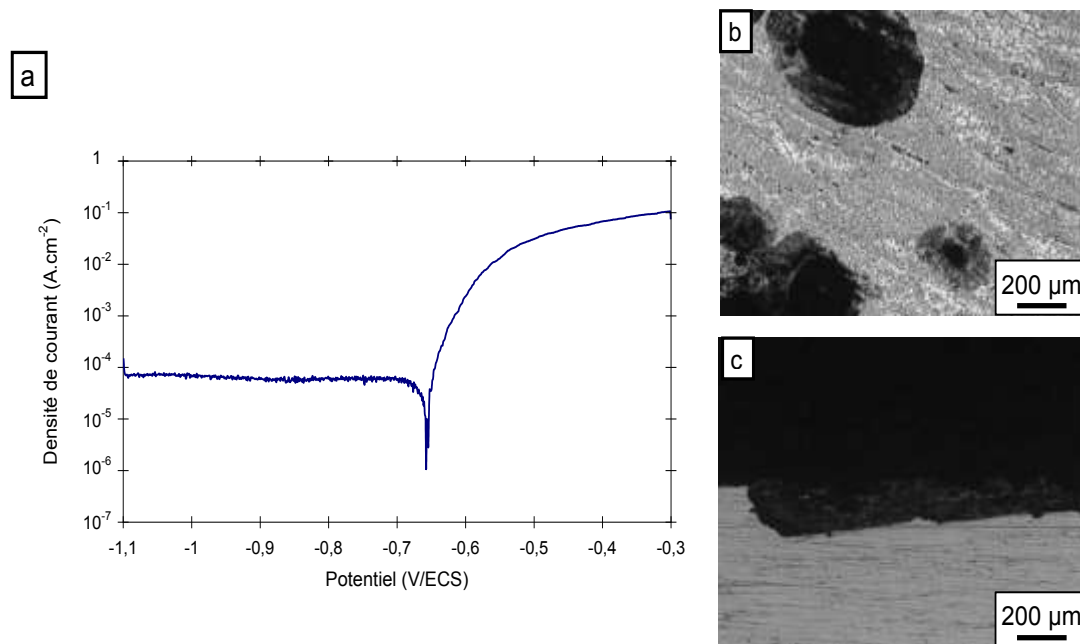 a
1
10-1
10-2
10-3
10-4
10-5
10-6
10-7
Densité de courant (A.cm-2)
-1,1
-1
-0,9
-0,8
-0,7
-0,6
-0,5
-0,4
-0,3
Potentiel (V/ECS)
b
200 µm
c
200 µm